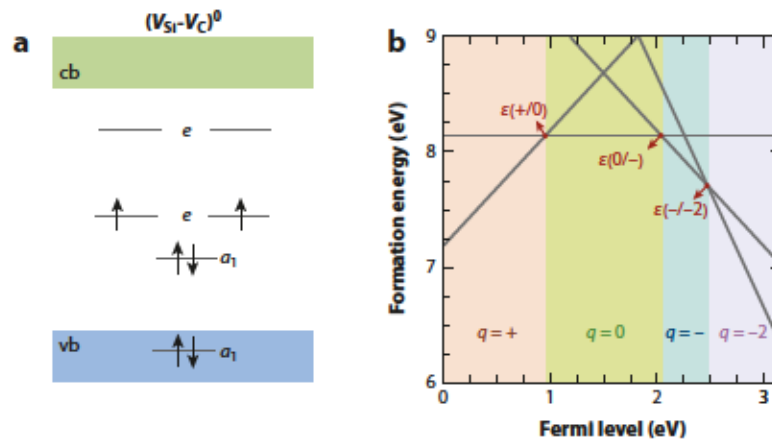 a
(V_Si-V_C)^0
cb
e
e
a_1
vb
a_1
b
Formation energy (eV)
9
8
7
6
ε(+/0)
ε(0/–)
ε(–/–2)
q = +
q = 0
q = –
q = –2
0
1
2
3
Fermi level (eV)